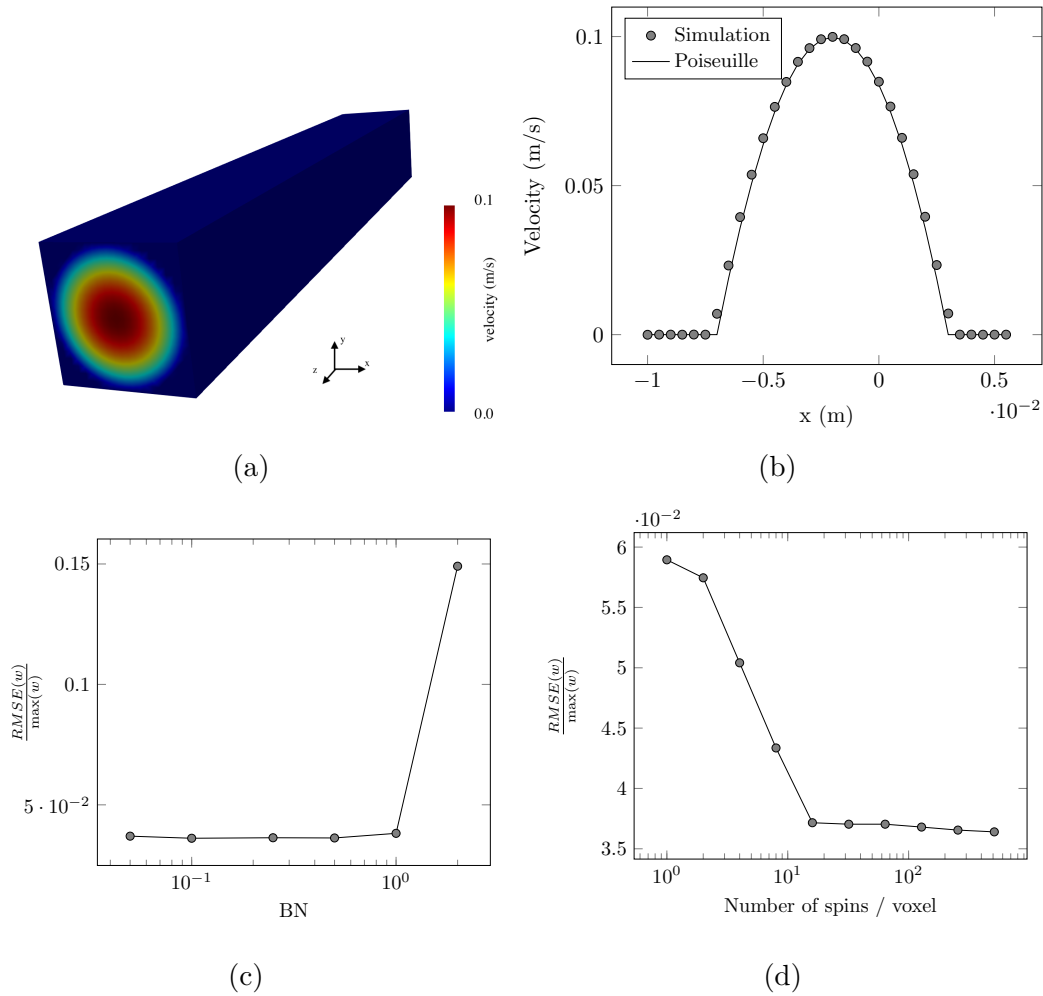 0.1
velocity (m/s)
0.0
y
x
z
(a)
Simulation
Poiseuille
0.1
0.05
0
Velocity (m/s)
−1
−0.5
0
0.5
·10⁻²
x (m)
(b)
0.15
0.1
5 · 10⁻²
RMSE(w)
max(w)
10⁻¹
10⁰
BN
(c)
·10⁻²
6
5.5
5
4.5
4
3.5
RMSE(w)
max(w)
10⁰
10¹
10²
Number of spins / voxel
(d)